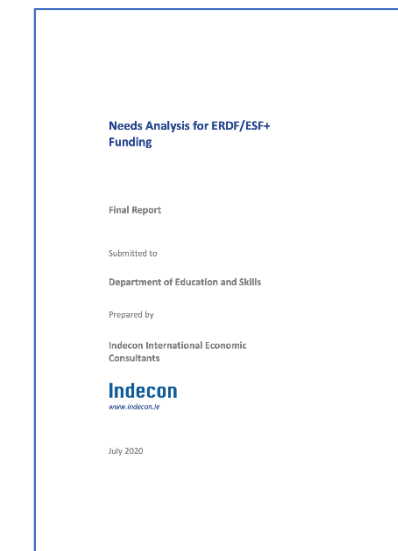 Needs Analysis for ERDF/ESF+
Funding
Final Report
Submitted to
Department of Education and Skills
Prepared by
Indecon International Economic
Consultants
Indecon
www.indecon.ie
July 2020